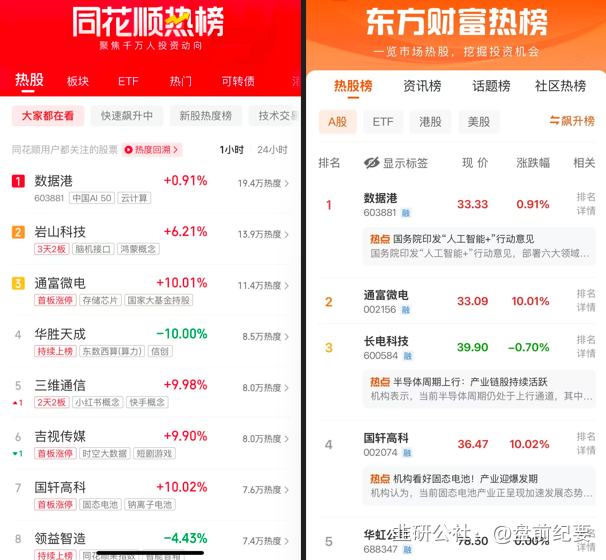 同花顺热榜
聚焦千万人投资动向
热股 板块 ETF 热门 可转债
大家都在看 快速飙升中 新股热度榜 技术交易
同花顺用户都关注的股票 热度回溯 > 1小时 24小时
1 数据港 +0.91% 19.4万热度 >
603881 中国AI 50 云计算
2 岩山科技 +6.21% 13.9万热度 >
3天2板 脑机接口 鸿蒙概念
3 通富微电 +10.01% 11.4万热度 >
首板涨停 存储芯片 国家大基金持股
4 华胜天成 -10.00% 8.5万热度 >
持续上榜 东数西算(算力) 信创
5 三维通信 +9.98% 8.0万热度 >
1 2天2板 小红书概念 快手概念
6 吉视传媒 +9.90% 8.0万热度 >
1 首板涨停 时空大数据 短剧游戏
7 国轩高科 +10.02% 7.6万热度 >
首板涨停 固态电池 钠离子电池
8 领益智造 -4.43% 7.4万热度 >
持续上榜 同花顺果指数
东方财富热榜
一览市场热股，挖掘投资机会
热股榜 资讯榜 话题榜 社区热榜
A股 ETF 港股 美股 飙升榜
排名 显示标签 现 价 涨跌幅 相关
1 数据港 33.33 0.91% 排名
603881 融 详情
热点 国务院印发“人工智能+”行动意见
国务院印发“人工智能+”行动意见，部署六大领域...
2 通富微电 33.09 10.01% 排名
002156 融 详情
3 长电科技 39.90 -0.70% 排名
600584 融 详情
热点 半导体周期上行：产业链股持续活跃
机构表示，当前半导体周期仍处于上行通道，其中...
4 国轩高科 36.47 10.02% 排名
002074 融 详情
热点 机构看好固态电池！产业迎爆发期
机构认为，当前固态电池产业正呈现加速发展态势...
5 华虹公司 78.50 排名
688347 融 详情
韭研公社：@盘前纪要